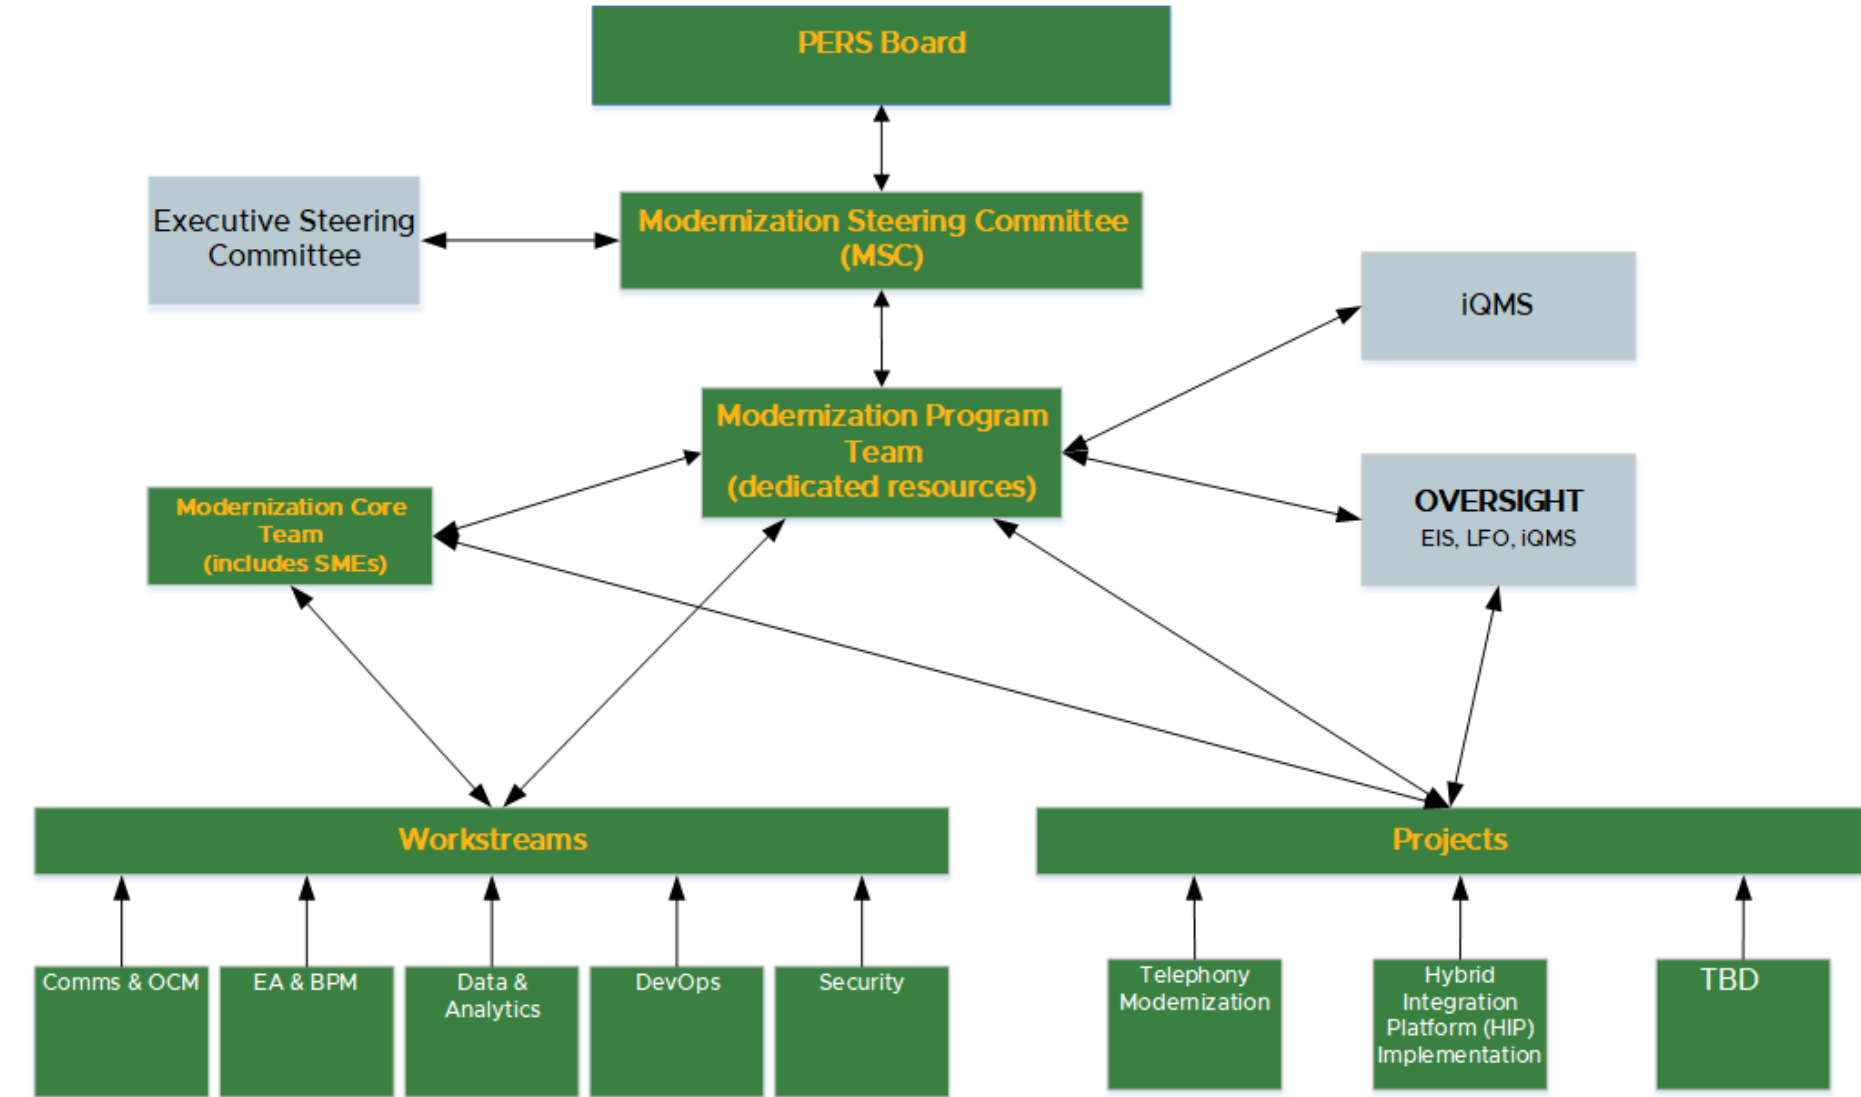 PERS Board
Executive Steering
Committee
Modernization Steering Committee
(MSC)
iQMS
Modernization Program
Team
(dedicated resources)
OVERSIGHT
EIS, LFO, iQMS
Modernization Core
Team
(includes SMEs)
Workstreams
Projects
Comms & OCM
EA & BPM
Data &
Analytics
DevOps
Security
Telephony
Modernization
Hybrid
Integration
Platform (HIP)
Implementation
TBD